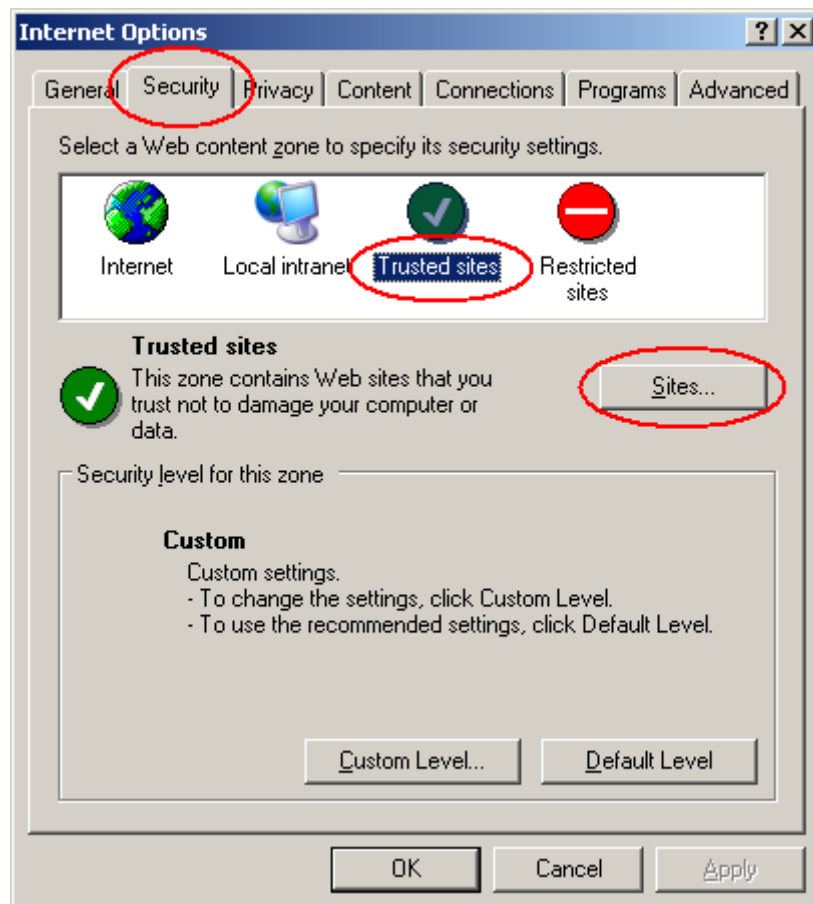 Internet Options
General Security Privacy Content Connections Programs Advanced
Select a Web content zone to specify its security settings.
Internet Local intranet Trusted sites Restricted
sites
Trusted sites
This zone contains Web sites that you
trust not to damage your computer or
data.
Sites...
Security level for this zone
Custom
Custom settings.
- To change the settings, click Custom Level.
- To use the recommended settings, click Default Level.
Custom Level... Default Level
OK Cancel Apply